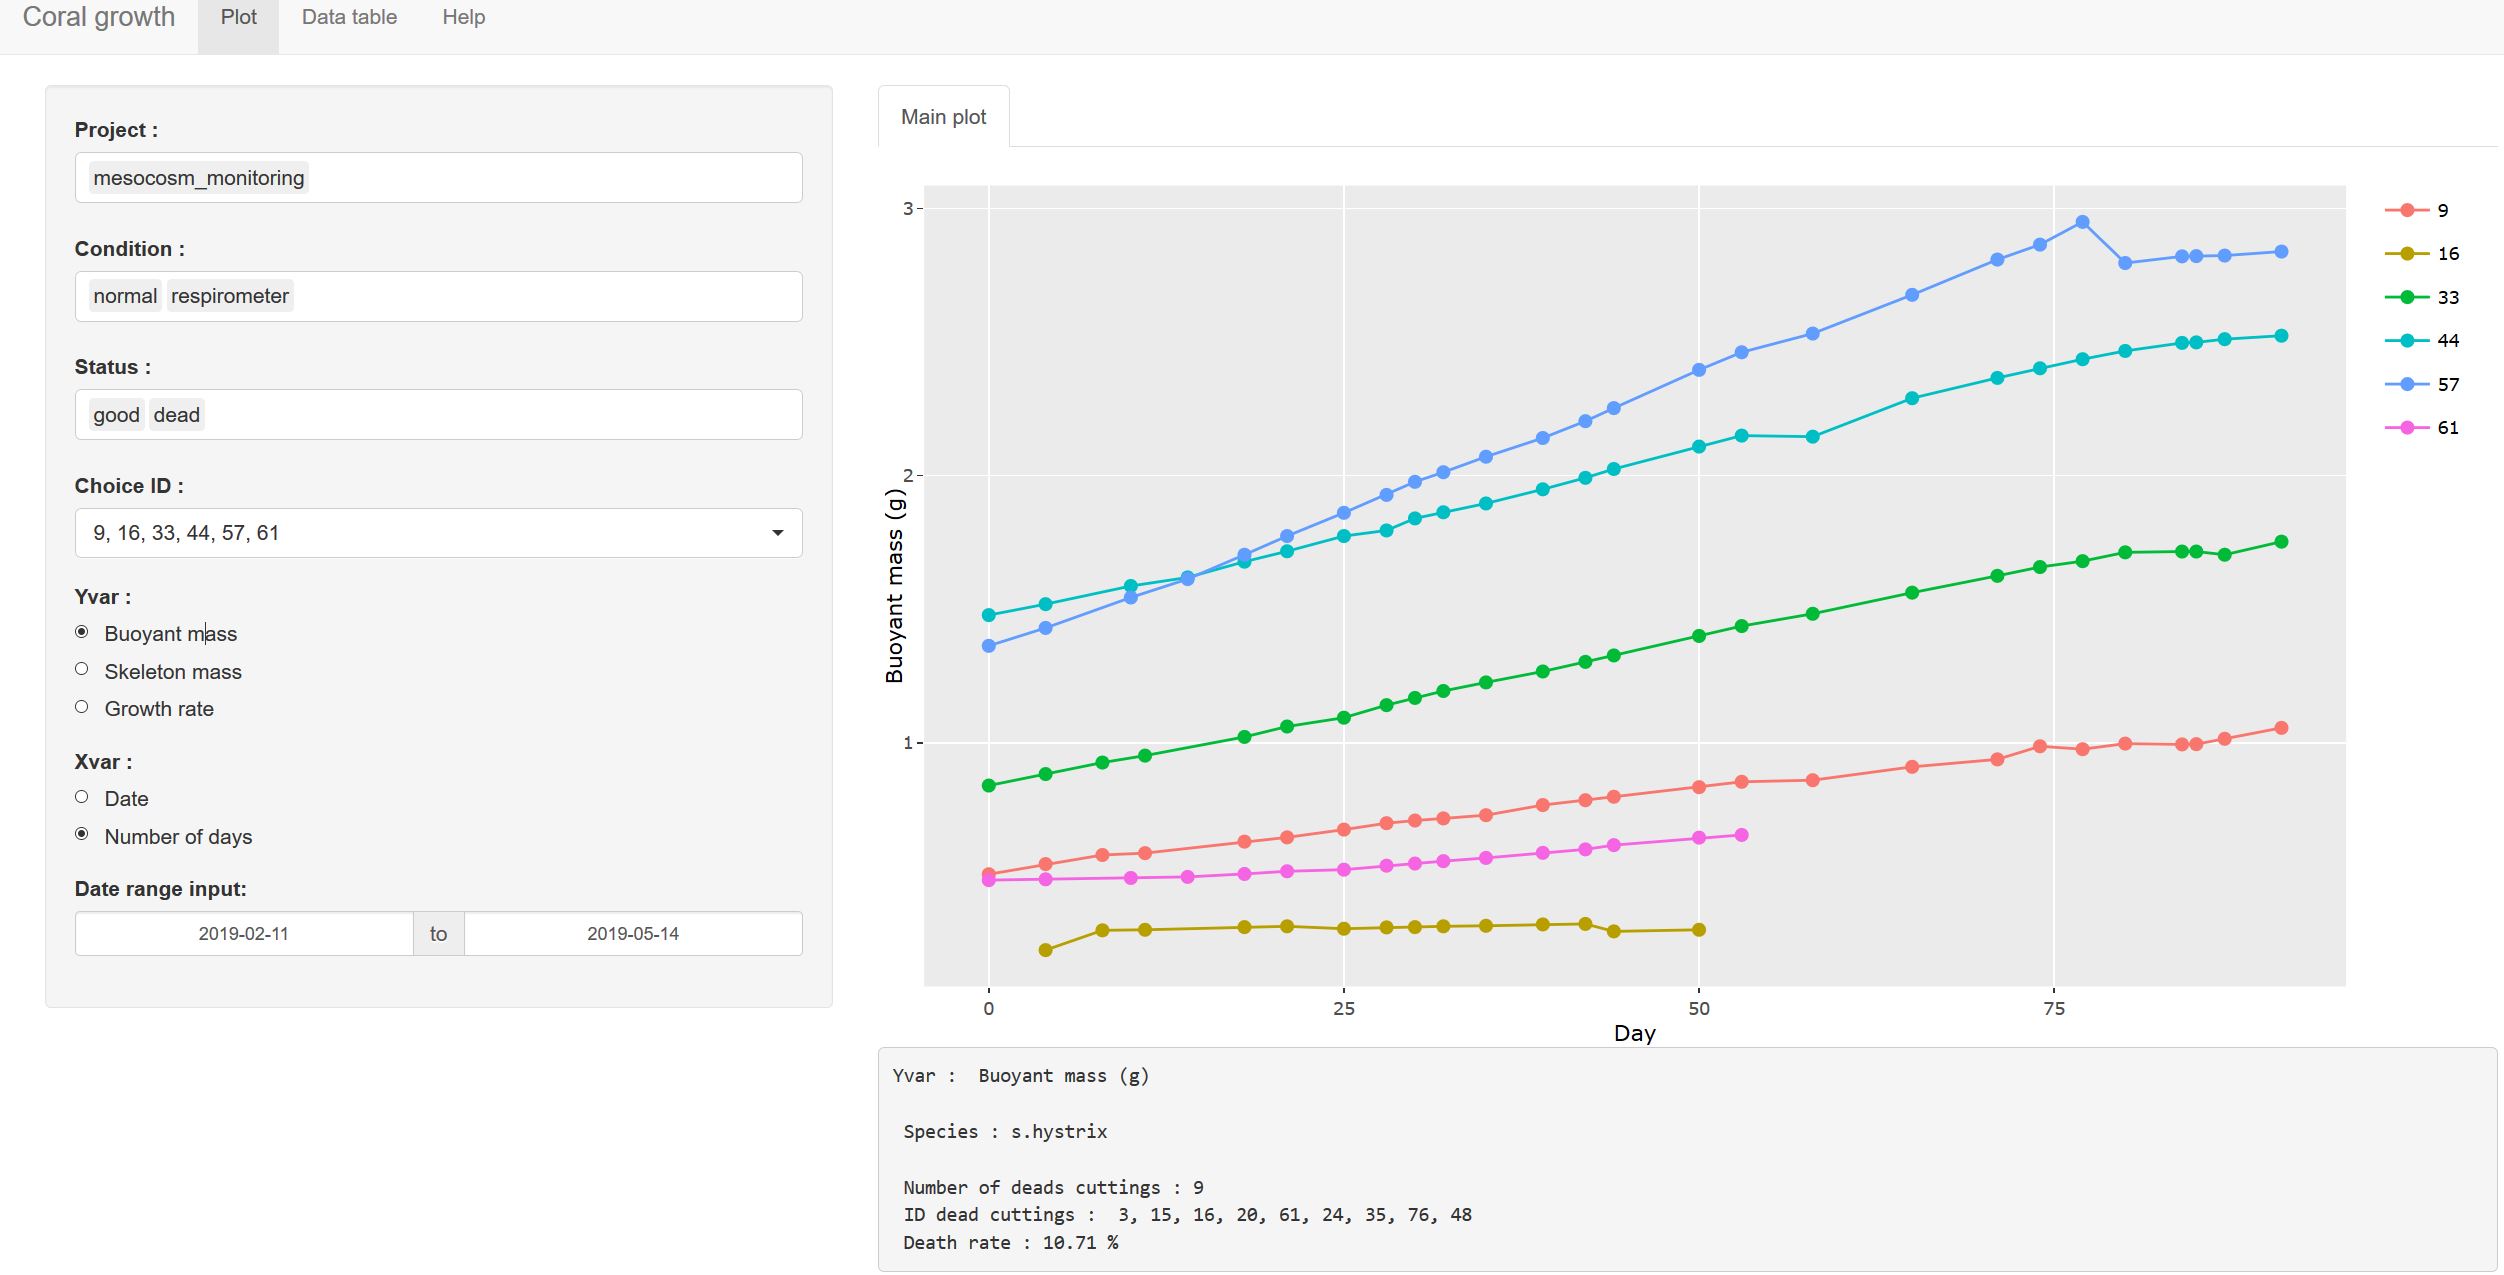 Coral growth Plot Data table Help
Project :
mesocosm_monitoring
Condition :
normal respirometer
Status :
good dead
Choice ID :
9, 16, 33, 44, 57, 61
Yvar :
Buoyant mass
Skeleton mass
Growth rate
Xvar :
Date
Number of days
Date range input:
2019-02-11 to 2019-05-14
Main plot
3
2
1
Buoyant mass (g)
0 25 50 75
Day
9
16
33
44
57
61
Yvar : Buoyant mass (g)
Species : s.hystrix
Number of deads cuttings : 9
ID dead cuttings : 3, 15, 16, 20, 61, 24, 35, 76, 48
Death rate : 10.71 %